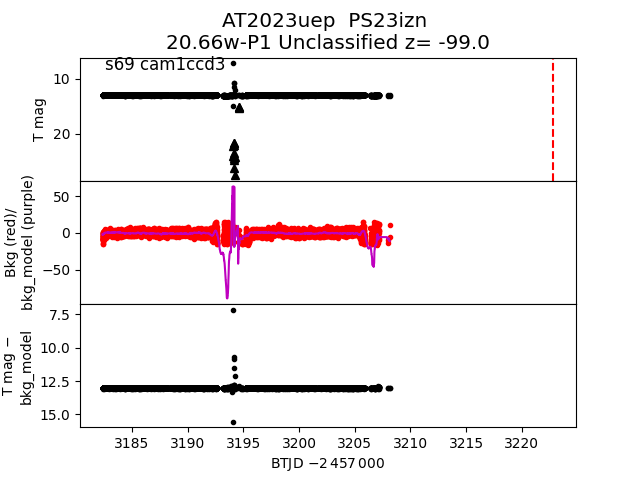 AT2023uep  PS23izn
20.66w-P1 Unclassified z= -99.0
s69 cam1ccd3
T mag
10
20
Bkg (red)/
bkg_model (purple)
50
0
−50
T mag −
bkg_model
7.5
10.0
12.5
15.0
3185 3190 3195 3200 3205 3210 3215 3220
BTJD −2 457 000